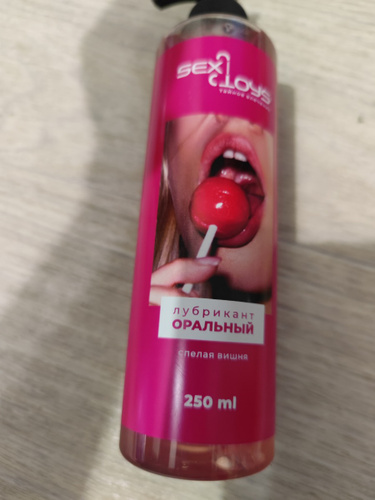 SEX
TOYS
лубрикант
ОРАЛЬНЫЙ
спелая вишня
250 ml